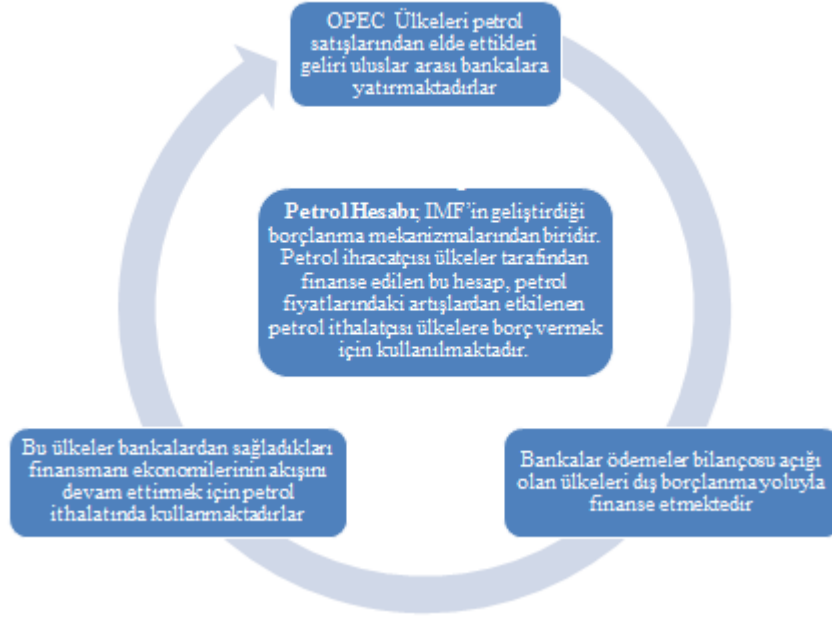 OPEC Ülkeleri petrol
satışlarından elde ettikleri
geliri uluslar arası bankalara
yatırmaktadırlar
Petrol Hesabı; IMF'in geliştirdiği
borçlanma mekanizmalarından biridir.
Petrol ihracatçısı ülkeler tarafından
finanse edilen bu hesap, petrol
fiyatlarındaki artışlardan etkilenen
petrol ithalatçısı ülkelere borç vermek
için kullanılmaktadır.
Bu ülkeler bankalardan sağladıkları
finansmanı ekonomilerinin akışını
devam ettirmek için petrol
ithalatında kullanmaktadırlar
Bankalar ödemeler bilançosu açığı
olan ülkeleri dış borçlanma yoluyla
finanse etmektedir